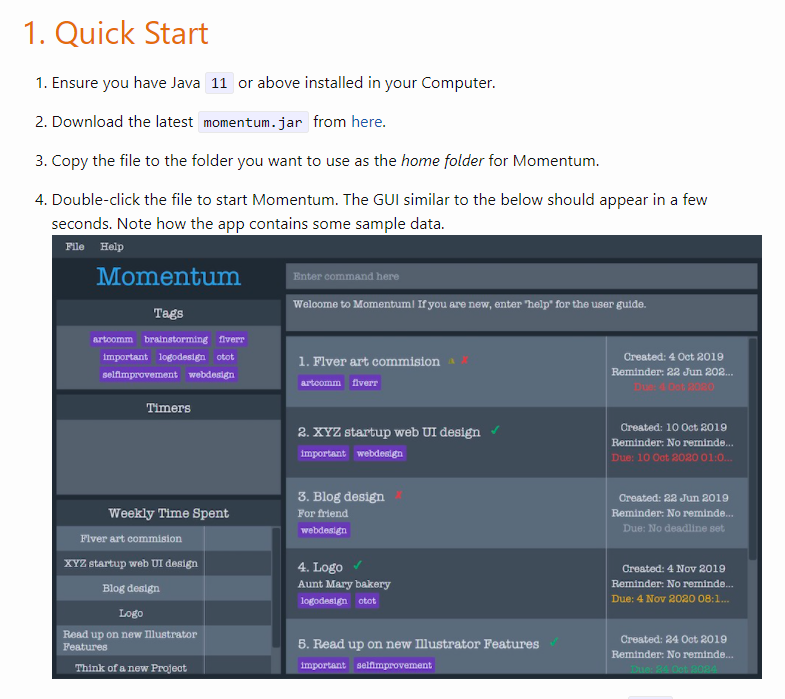 1. Quick Start
1. Ensure you have Java 11 or above installed in your Computer.
2. Download the latest momentum.jar from here.
3. Copy the file to the folder you want to use as the home folder for Momentum.
4. Double-click the file to start Momentum. The GUI similar to the below should appear in a few
seconds. Note how the app contains some sample data.
File Help
Momentum
Tags
artcomm brainstorming fiverr
important logodesign ctct
selfimprovement webdesign
Timers
Weekly Time Spent
Fiver art commision
XYZ startup web UI design
Blog design
Logo
Read up on new Illustrator
Features
Think of a new Project
Enter command here
Welcome to Momentum! If you are new, enter "help" for the user guide.
1. Fiver art commision
artcomm fiverr
Created: 4 Oct 2019
Reminder: 22 Jun 202...
Due: 4 Oct 2020
2. XYZ startup web UI design ✓
important webdesign
Created: 10 Oct 2019
Reminder: No reminde...
Due: 10 Oct 2020 01:0...
3. Blog design ✗
For friend
webdesign
Created: 22 Jun 2019
Reminder: No reminde...
Due: No deadline set
4. Logo ✓
Aunt Mary bakery
logodesign ctct
Created: 4 Nov 2019
Reminder: No reminde...
Due: 4 Nov 2020 08:1...
5. Read up on new Illustrator Features ✓
important selfimprovement
Created: 24 Oct 2019
Reminder: No reminde...
Due: 24 Oct 2024